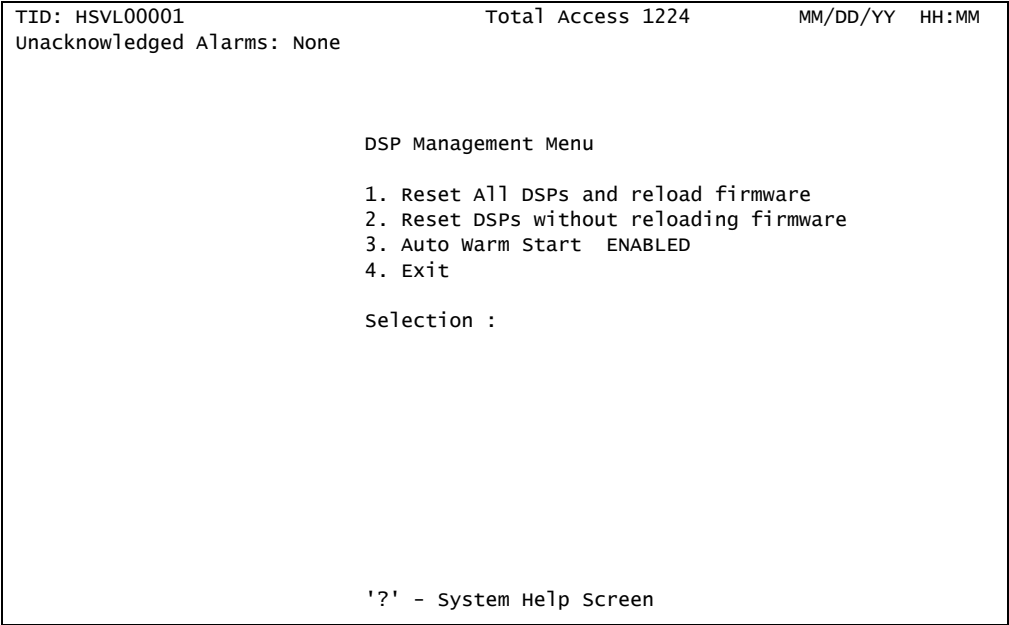 TID: HSVL00001 Total Access 1224 MM/DD/YY HH:MM
Unacknowledged Alarms: None
DSP Management Menu
1. Reset All DSPs and reload firmware
2. Reset DSPs without reloading firmware
3. Auto Warm Start ENABLED
4. Exit
Selection :
'?' – System Help Screen